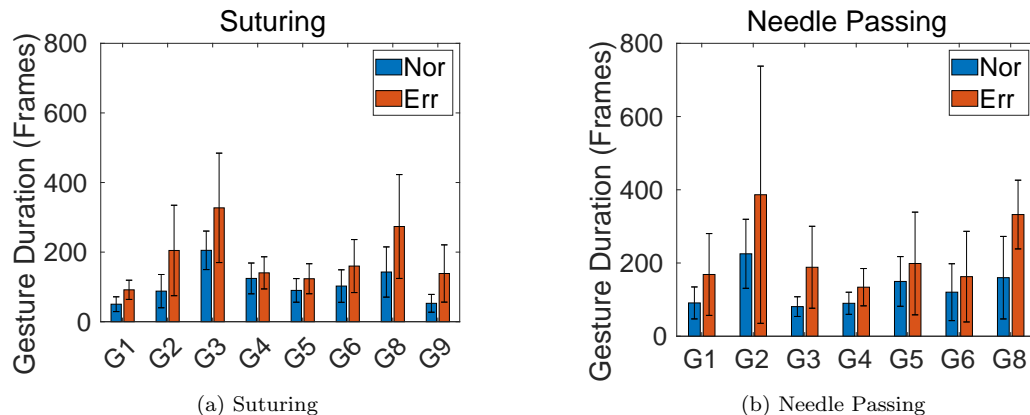 Suturing
Gesture Duration (Frames)
800
600
400
200
0
Nor
Err
G1 G2 G3 G4 G5 G6 G8 G9
(a) Suturing
Needle Passing
Gesture Duration (Frames)
800
600
400
200
0
Nor
Err
G1 G2 G3 G4 G5 G6 G8
(b) Needle Passing